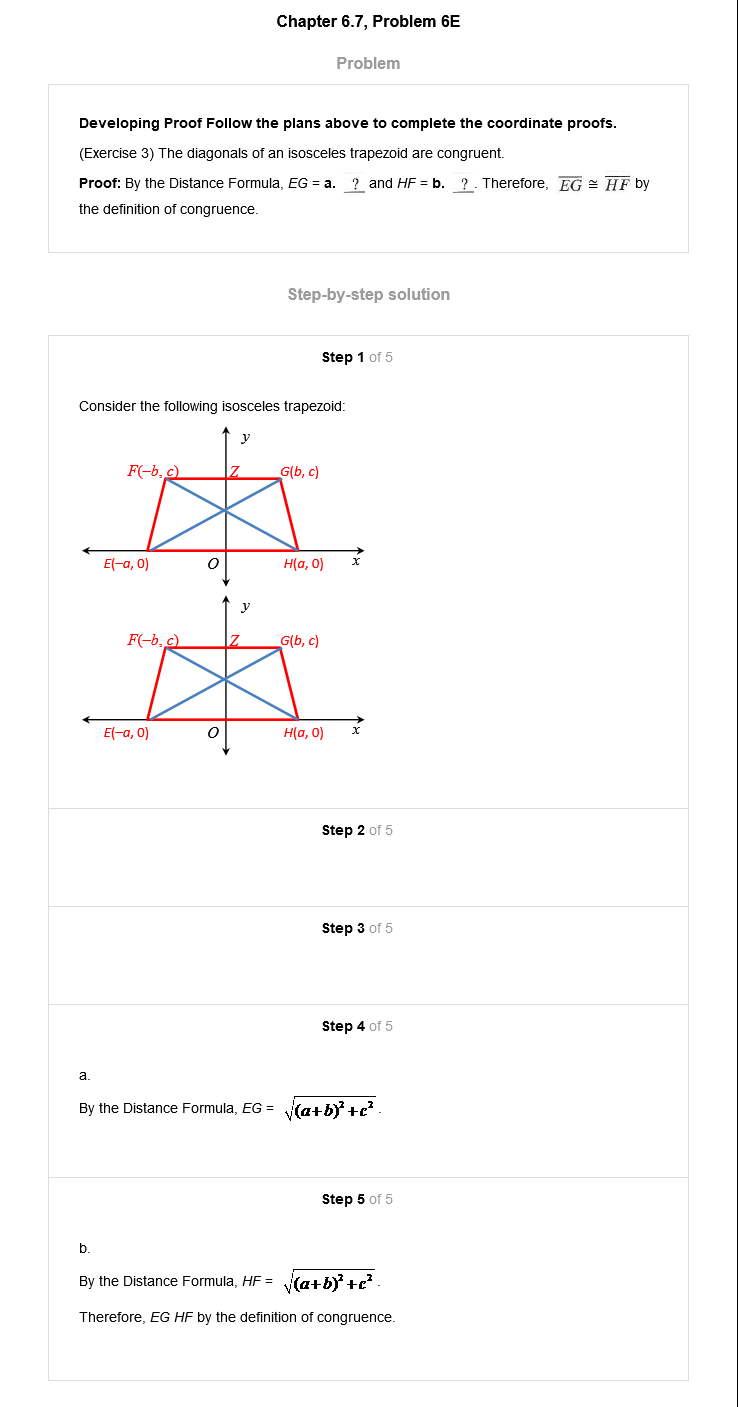 Chapter 6.7, Problem 6E
Problem
Developing Proof Follow the plans above to complete the coordinate proofs.
(Exercise 3) The diagonals of an isosceles trapezoid are congruent.
Proof: By the Distance Formula, EG = a. ? and HF = b. ?. Therefore, E̅G̅ ≅ H̅F̅ by
the definition of congruence.
Step-by-step solution
Step 1 of 5
Consider the following isosceles trapezoid:
y
F(−b, c) Z G(b, c)
E(−a, 0) O H(a, 0) x
y
F(−b, c) Z G(b, c)
E(−a, 0) O H(a, 0) x
Step 2 of 5
Step 3 of 5
Step 4 of 5
a.
By the Distance Formula, EG = √((a+b)²+c²).
Step 5 of 5
b.
By the Distance Formula, HF = √((a+b)²+c²).
Therefore, EG HF by the definition of congruence.